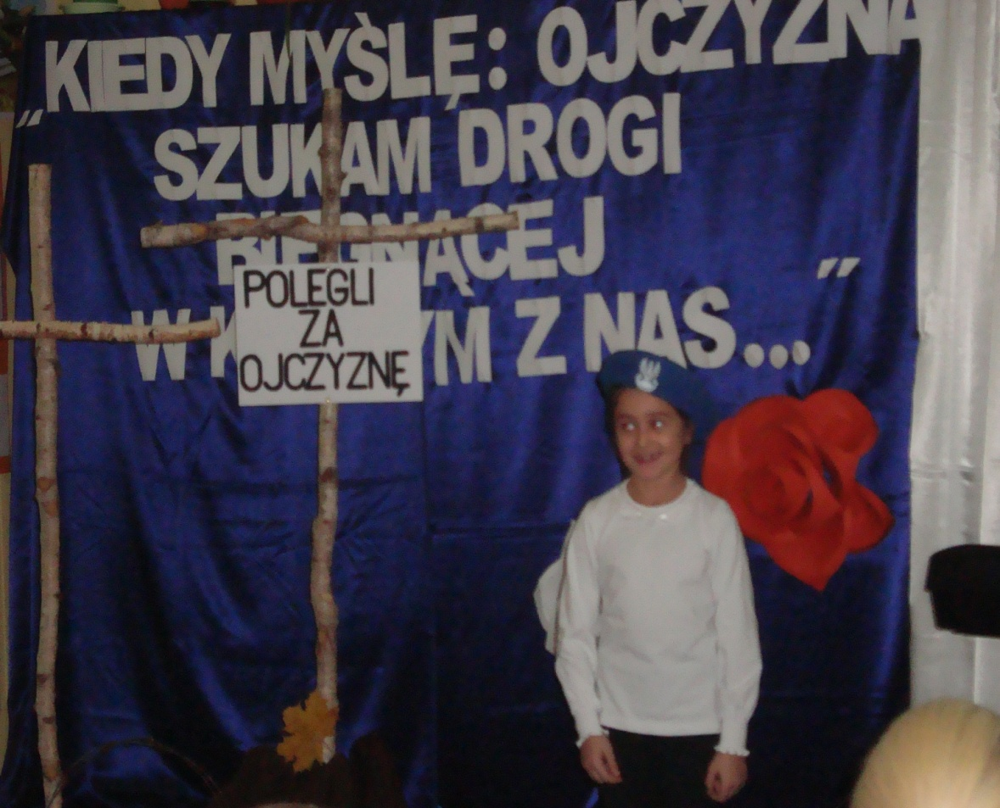 „KIEDY MYŚLĘ: OJCZYZNA
SZUKAM DROGI
BIEGNĄCEJ
W Z NAS..."
POLEGLI
ZA
OJCZYZNĘ